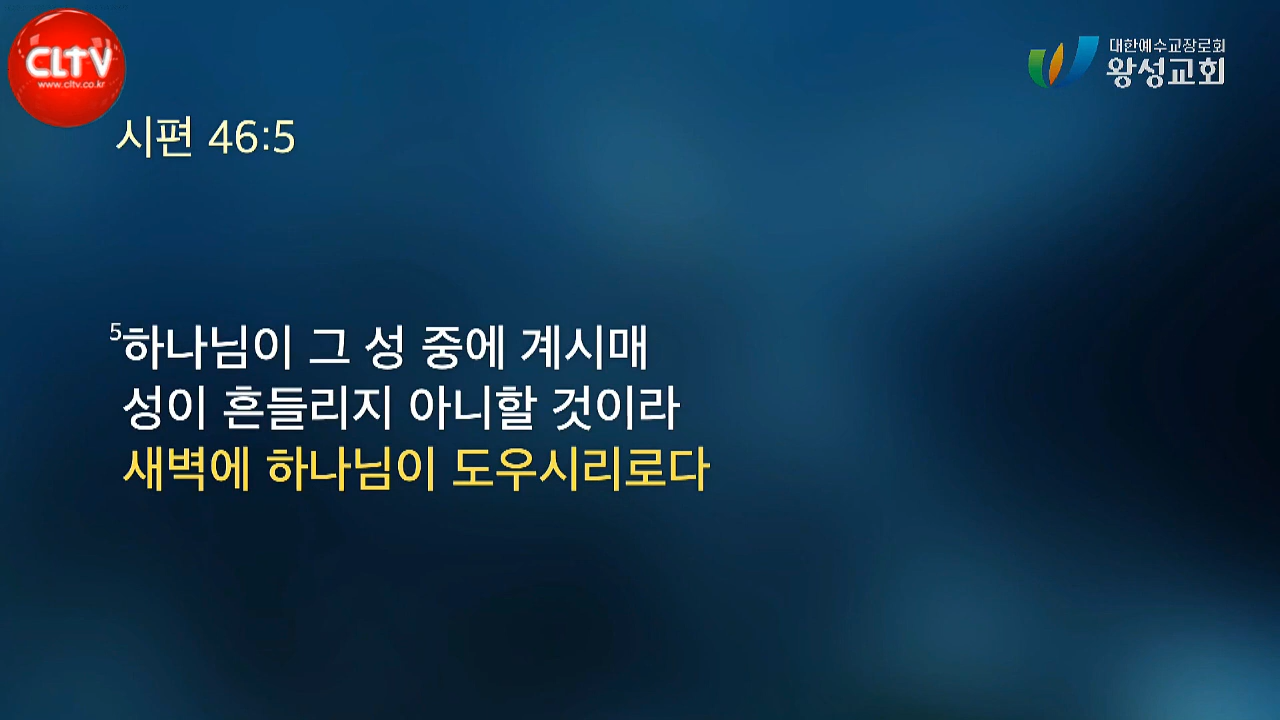 CLTV
www.cltv.co.kr
대한예수교장로회
왕성교회
시편 46:5
5하나님이 그 성 중에 계시매
성이 흔들리지 아니할 것이라
새벽에 하나님이 도우시리로다